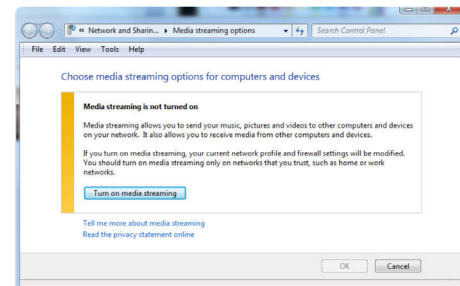 « Network and Sharin... ▸ Media streaming options
Search Control Panel
File Edit View Tools Help
Choose media streaming options for computers and devices
Media streaming is not turned on
Media streaming allows you to send your music, pictures and videos to other computers and devices
on your network. It also allows you to receive media from other computers and devices.
If you turn on media streaming, your current network profile and firewall settings will be modified.
You should turn on media streaming only on networks that you trust, such as home or work
networks.
Turn on media streaming
Tell me more about media streaming
Read the privacy statement online
OK Cancel